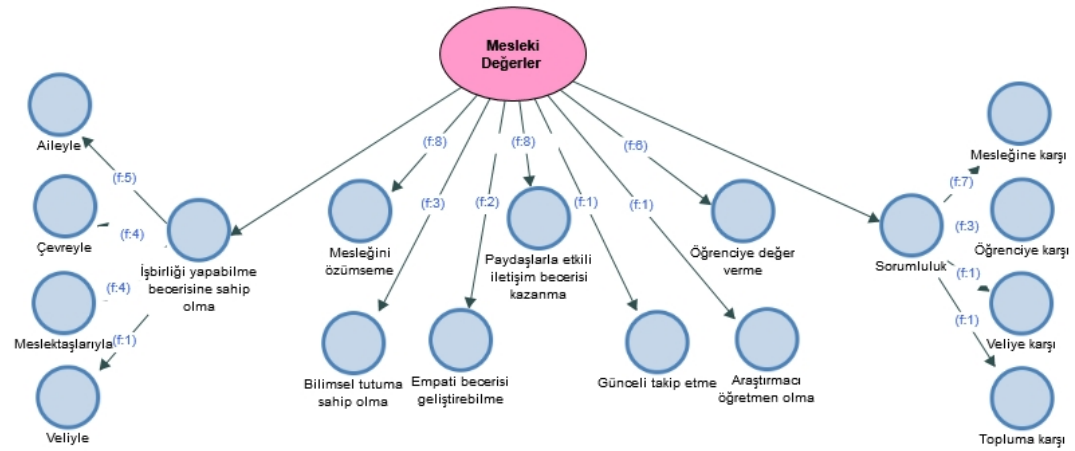 Mesleki
Değerler
Aileyle
(f:5)
Çevreyle
(f:4)
İşbirliği yapabilme
becerisine sahip
olma
(f:4)
Meslektaşlarıyla
(f:1)
Veliyle
(f:8)
Mesleğini
özümseme
(f:3)
Bilimsel tutuma
sahip olma
(f:2)
Empati becerisi
geliştirebilme
(f:8)
Paydaşlarla etkili
iletişim becerisi
kazanma
(f:1)
Günceli takip etme
(f:1)
Araştırmacı
öğretmen olma
(f:6)
Öğrenciye değer
verme
Sorumluluk
(f:7)
Mesleğine karşı
(f:3)
Öğrenciye karşı
(f:1)
Veliye karşı
(f:1)
Topluma karşı